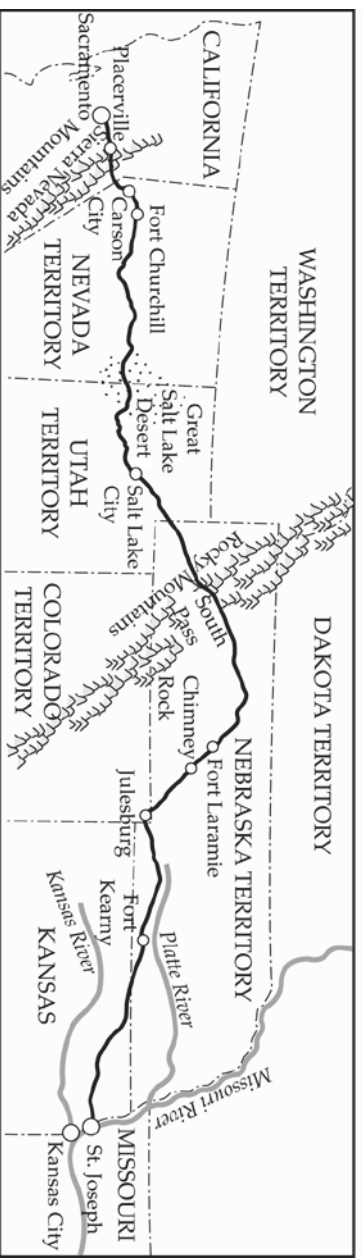 WASHINGTON
TERRITORY
DAKOTA TERRITORY
CALIFORNIA
Placerville
Sacramento
Sierra Nevada
Mountains
Carson
City
Fort Churchill
NEVADA
TERRITORY
Great
Salt Lake
Desert
Salt Lake
City
UTAH
TERRITORY
Rocky
Mountains
South
Pass
COLORADO
TERRITORY
NEBRASKA TERRITORY
Fort Laramie
Chimney
Rock
Julesburg
Fort
Kearny
Platte River
Kansas River
KANSAS
Missouri River
MISSOURI
St. Joseph
Kansas City